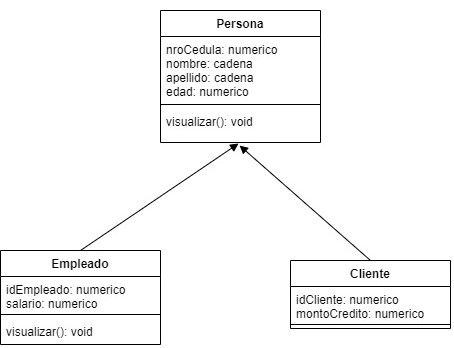 Persona
nroCedula: numerico
nombre: cadena
apellido: cadena
edad: numerico
visualizar(): void
Empleado
idEmpleado: numerico
salario: numerico
visualizar(): void
Cliente
idCliente: numerico
montoCredito: numerico